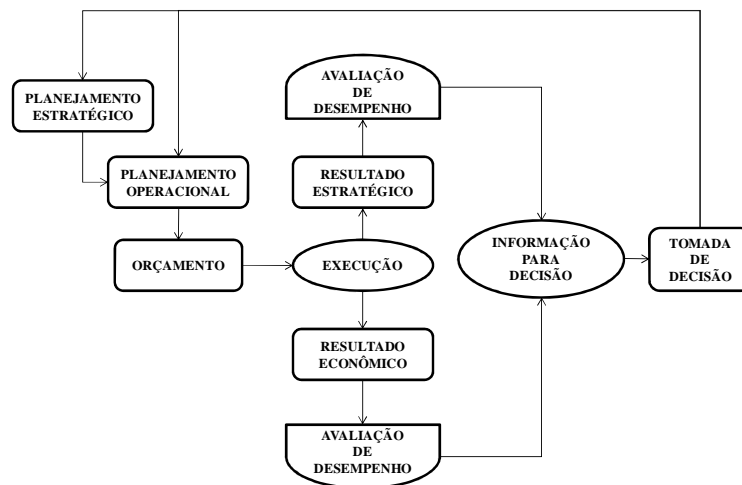 PLANEJAMENTO
ESTRATÉGICO
PLANEJAMENTO
OPERACIONAL
ORÇAMENTO
AVALIAÇÃO
DE
DESEMPENHO
RESULTADO
ESTRATÉGICO
EXECUÇÃO
RESULTADO
ECONÔMICO
AVALIAÇÃO
DE
DESEMPENHO
INFORMAÇÃO
PARA
DECISÃO
TOMADA
DE
DECISÃO